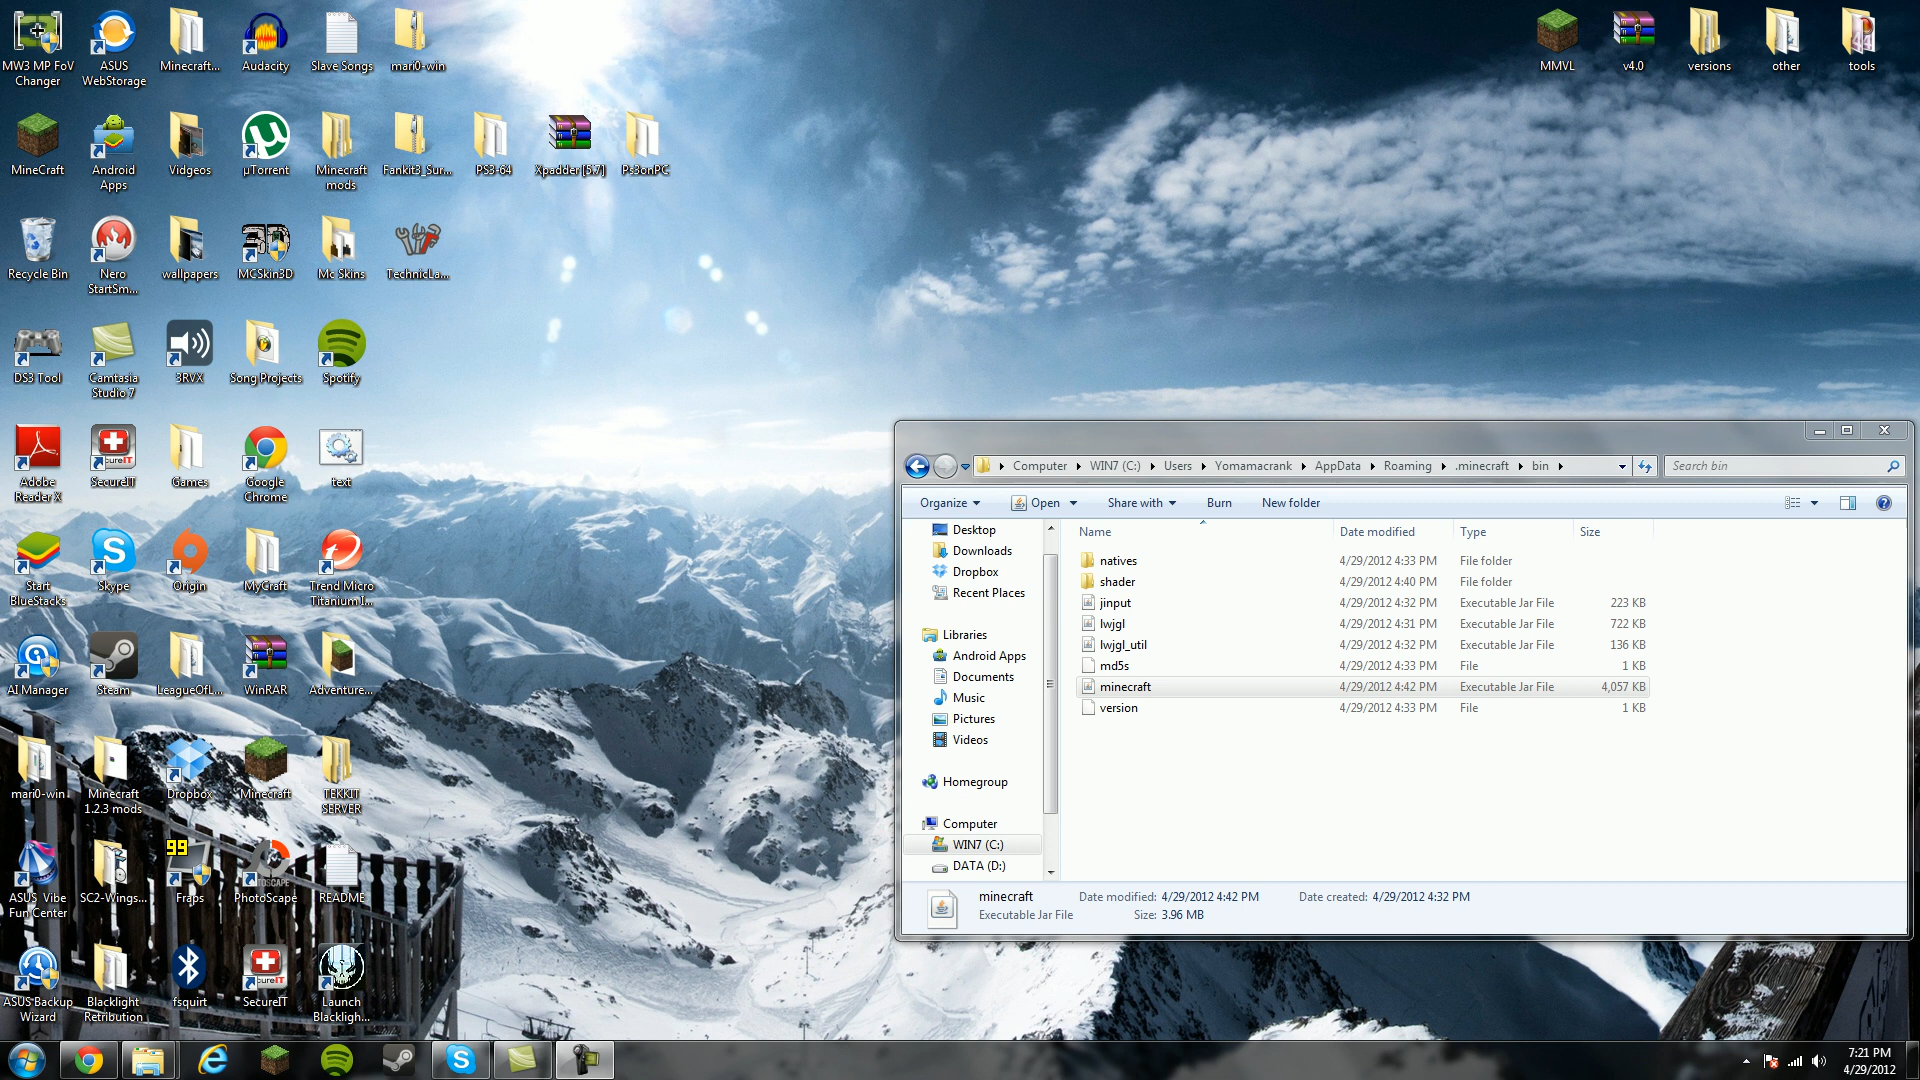 MW3 MP FoV Changer
ASUS WebStorage
Minecraft...
Audacity
Slave Songs
mari0-win
MMVL
v4.0
versions
other
tools
MineCraft
Android Apps
Vidgeos
µTorrent
Minecraft mods
Fankit3_Sur...
PS3-64
Xpadder [5.7]
Ps3onPC
Recycle Bin
Nero StartSm...
wallpapers
MCSkin3D
Mc Skins
TechnicLa...
DS3 Tool
Camtasia Studio 7
3RVX
Song Projects
Spotify
Adobe Reader X
SecureIT
Games
Google Chrome
text
Start BlueStacks
Skype
Origin
MyCraft
Trend Micro Titanium I...
AI Manager
Steam
LeagueOfL...
WinRAR
Adventure...
mari0-win
Minecraft 1.2.3 mods
Dropbox
Minecraft
TEKKIT SERVER
ASUS Vibe Fun Center
SC2-Wings...
99
Fraps
PhotoScape
README
ASUS Backup Wizard
Blacklight Retribution
fsquirt
SecureIT
Launch Blackligh...
Computer
WIN7 (C:)
Users
Yomamacrank
AppData
Roaming
.minecraft
bin
Search bin
Organize
Open
Share with
Burn
New folder
Desktop
Downloads
Dropbox
Recent Places
Libraries
Android Apps
Documents
Music
Pictures
Videos
Homegroup
Computer
WIN7 (C:)
DATA (D:)
Name Date modified Type Size
natives 4/29/2012 4:33 PM File folder
shader 4/29/2012 4:40 PM File folder
jinput 4/29/2012 4:32 PM Executable Jar File 223 KB
lwjgl 4/29/2012 4:31 PM Executable Jar File 722 KB
lwjgl_util 4/29/2012 4:32 PM Executable Jar File 136 KB
md5s 4/29/2012 4:33 PM File 1 KB
minecraft 4/29/2012 4:42 PM Executable Jar File 4,057 KB
version 4/29/2012 4:33 PM File 1 KB
minecraft Date modified: 4/29/2012 4:42 PM Date created: 4/29/2012 4:32 PM
Executable Jar File Size: 3.96 MB
7:21 PM
4/29/2012